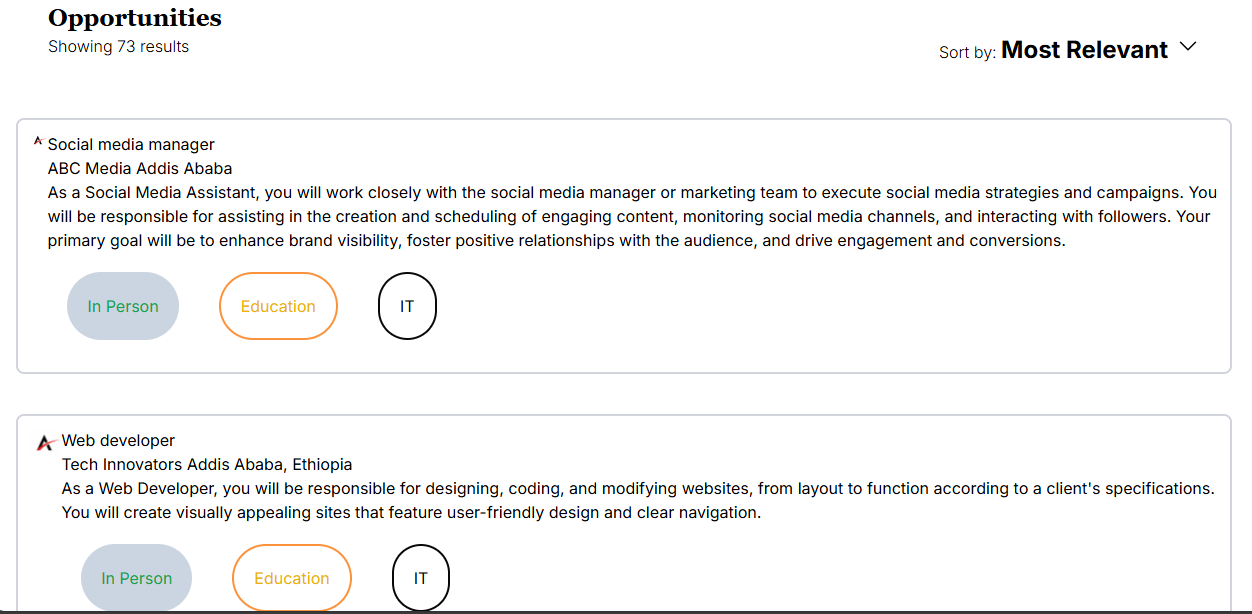 Opportunities
Showing 73 results
Sort by: Most Relevant
Social media manager
ABC Media Addis Ababa
As a Social Media Assistant, you will work closely with the social media manager or marketing team to execute social media strategies and campaigns. You
will be responsible for assisting in the creation and scheduling of engaging content, monitoring social media channels, and interacting with followers. Your
primary goal will be to enhance brand visibility, foster positive relationships with the audience, and drive engagement and conversions.
In Person Education IT
Web developer
Tech Innovators Addis Ababa, Ethiopia
As a Web Developer, you will be responsible for designing, coding, and modifying websites, from layout to function according to a client's specifications.
You will create visually appealing sites that feature user-friendly design and clear navigation.
In Person Education IT